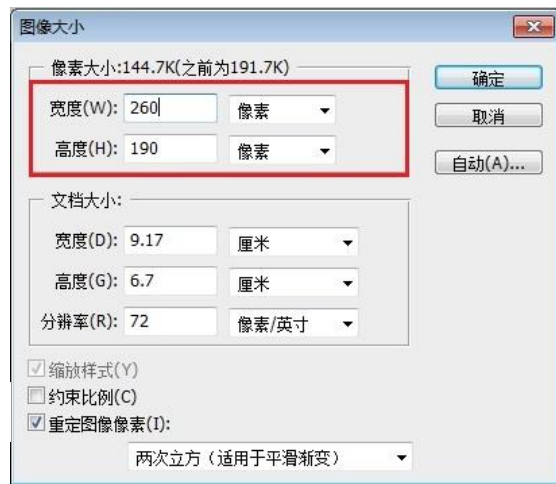 图像大小
像素大小:144.7K(之前为191.7K)
确定
宽度(W): 260 像素
取消
高度(H): 190 像素
自动(A)...
文档大小:
宽度(D): 9.17 厘米
高度(G): 6.7 厘米
分辨率(R): 72 像素/英寸
缩放样式(Y)
约束比例(C)
重定图像像素(I):
两次立方（适用于平滑渐变）